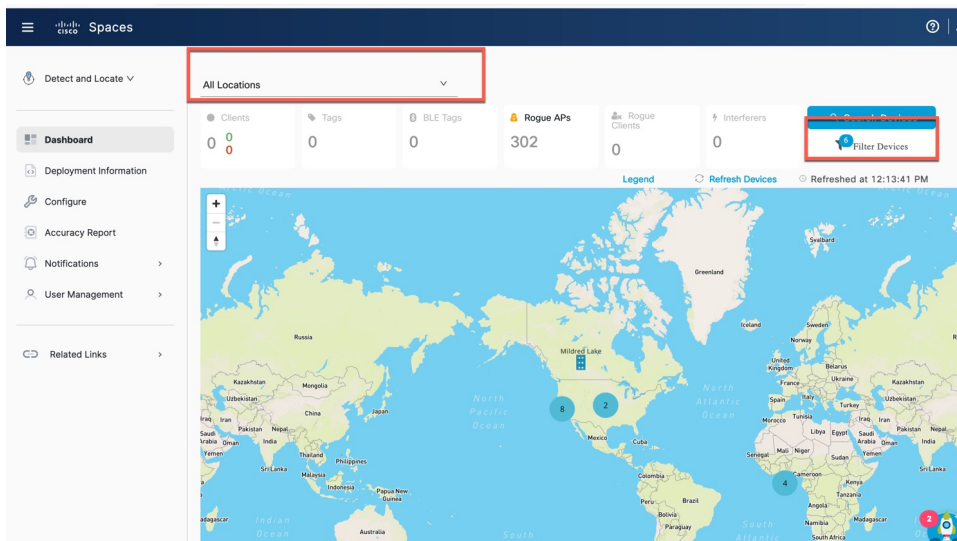 cisco Spaces
Detect and Locate
Dashboard
Deployment Information
Configure
Accuracy Report
Notifications
User Management
Related Links
All Locations
Clients
0 0
0
Tags
0
BLE Tags
0
Rogue APs
302
Rogue
Clients
0
Interferers
0
Search Devices
6
Filter Devices
Legend
Refresh Devices
Refreshed at 12:13:41 PM
Arctic Ocean
+
−
Svalbard
Greenland
Iceland
Sweden
Norway
Russia
Mildred Lake
United
Kingdom
Belarus
Ukraine
France
Kazakhstan
Mongolia
Kazakhstan
Uzbekistan
North
Pacific
Ocean
North
Atlantic
Ocean
Spain
Italy
Turkey
Uzbekistan
China
Japan
8
2
Morocco
Tunisia
Iraq Iran
Pakistan Nepal
Saudi
Arabia Oman India
Yemen
Mexico
Cuba
Libya Egypt
Saudi
Arabia Oman
Iraq Iran
Pakistan Nepal
India
Thailand
Philippines
Senegal
Mali Niger
Sudan
Yemen
Sri Lanka
Malaysia
Sri Lanka
Colombia
4
Cameroon
Kenya
Indonesia
Papua New
Guinea
Peru
Brazil
Tanzania
Angola
Bolivia
Madagascar
Indian
Ocean
Australia
South
Paraguay
South
Atlantic
Namibia
Madagascar
South Africa
2